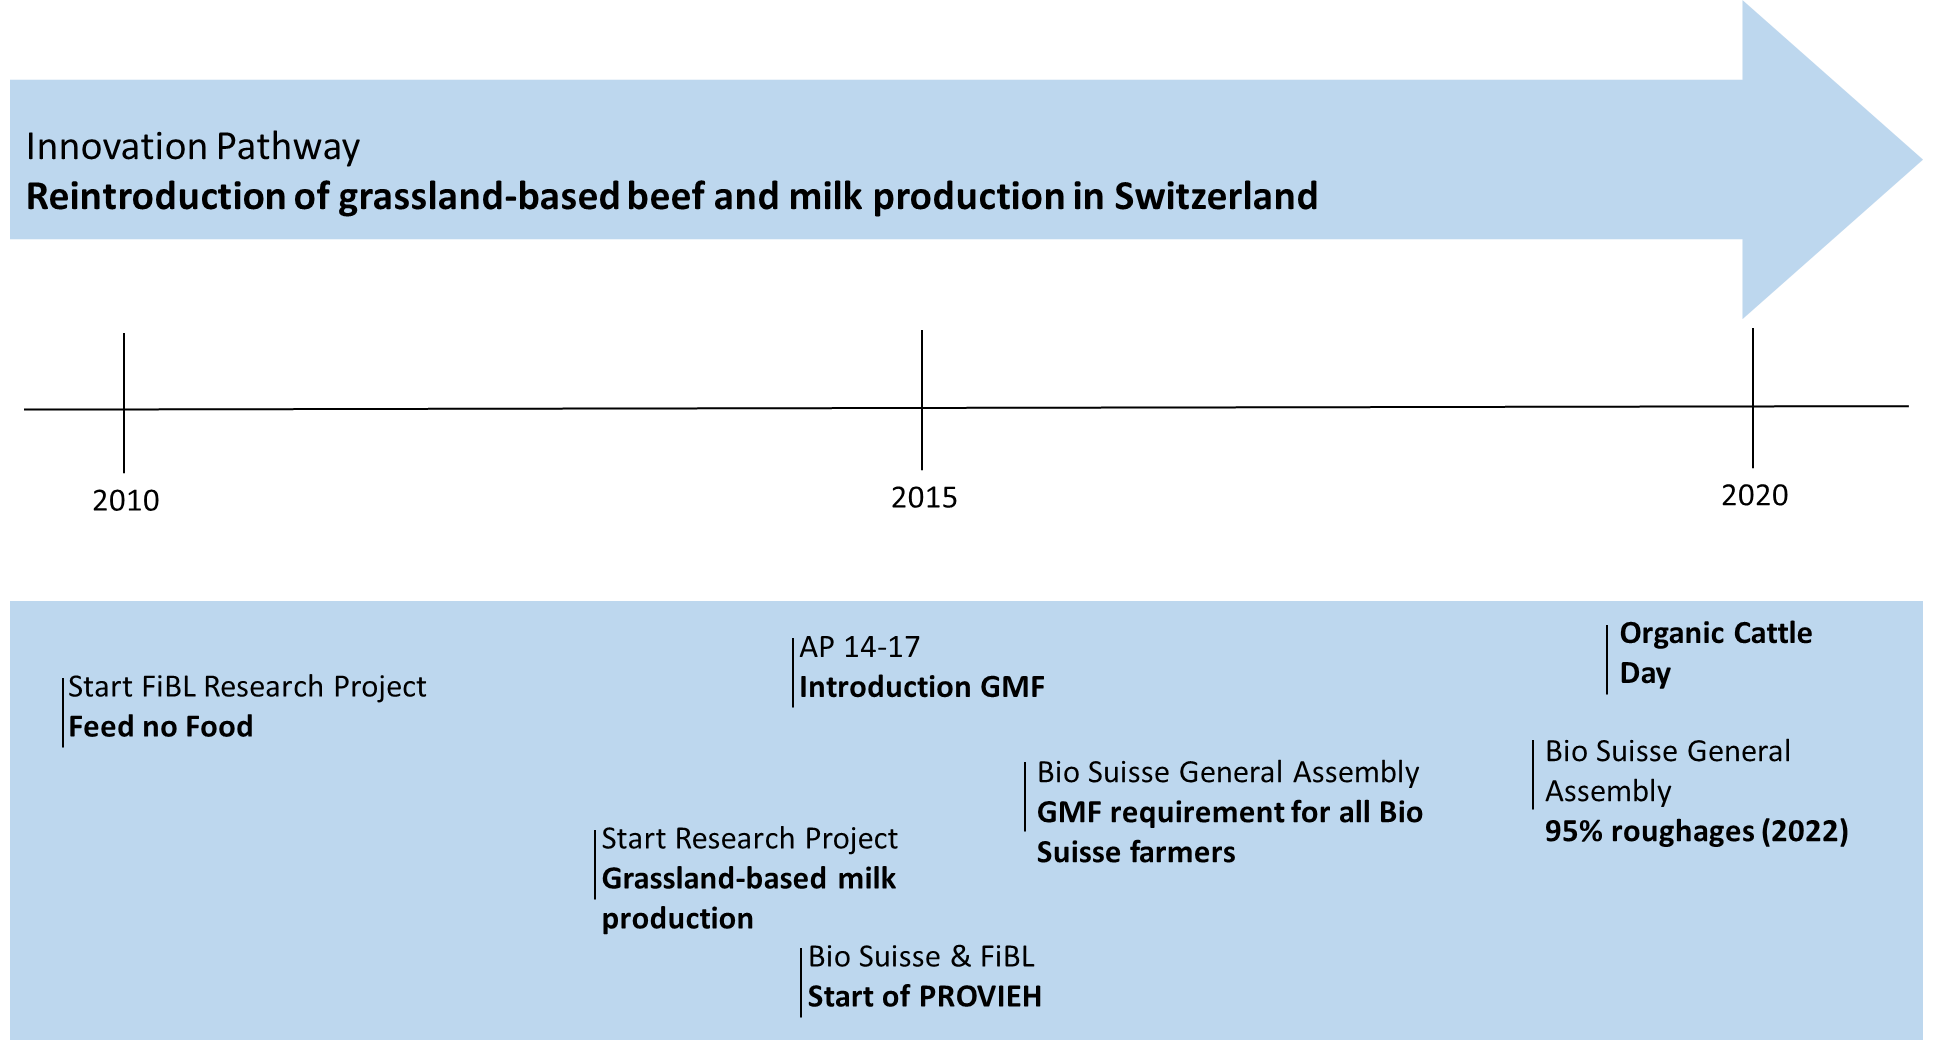 Innovation Pathway
Reintroduction of grassland-based beef and milk production in Switzerland
2010
2015
2020
Start FiBL Research Project
Feed no Food
Start Research Project
Grassland-based milk
production
AP 14-17
Introduction GMF
Bio Suisse & FiBL
Start of PROVIEH
Bio Suisse General Assembly
GMF requirement for all Bio
Suisse farmers
Organic Cattle
Day
Bio Suisse General
Assembly
95% roughages (2022)